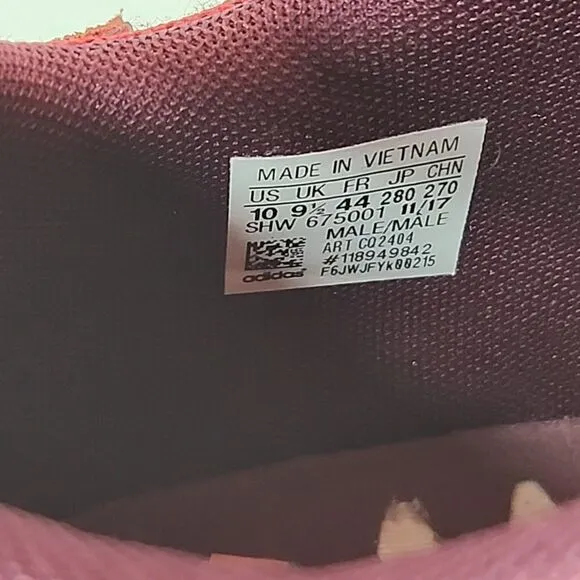 MADE IN VIETNAM
US UK FR JP CHN
10 9½ 44 280 270
SHW 675001 11/17
MALE/MALE
ART CQ2404
#118949842
adidas F6JWJFYk00215